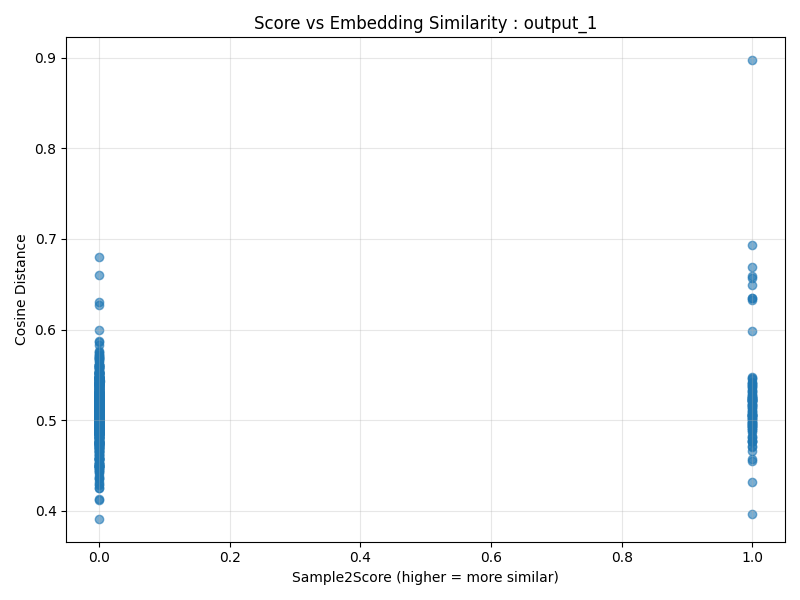 Score vs Embedding Similarity : output_1
Cosine Distance
0.9
0.8
0.7
0.6
0.5
0.4
0.0 0.2 0.4 0.6 0.8 1.0
Sample2Score (higher = more similar)